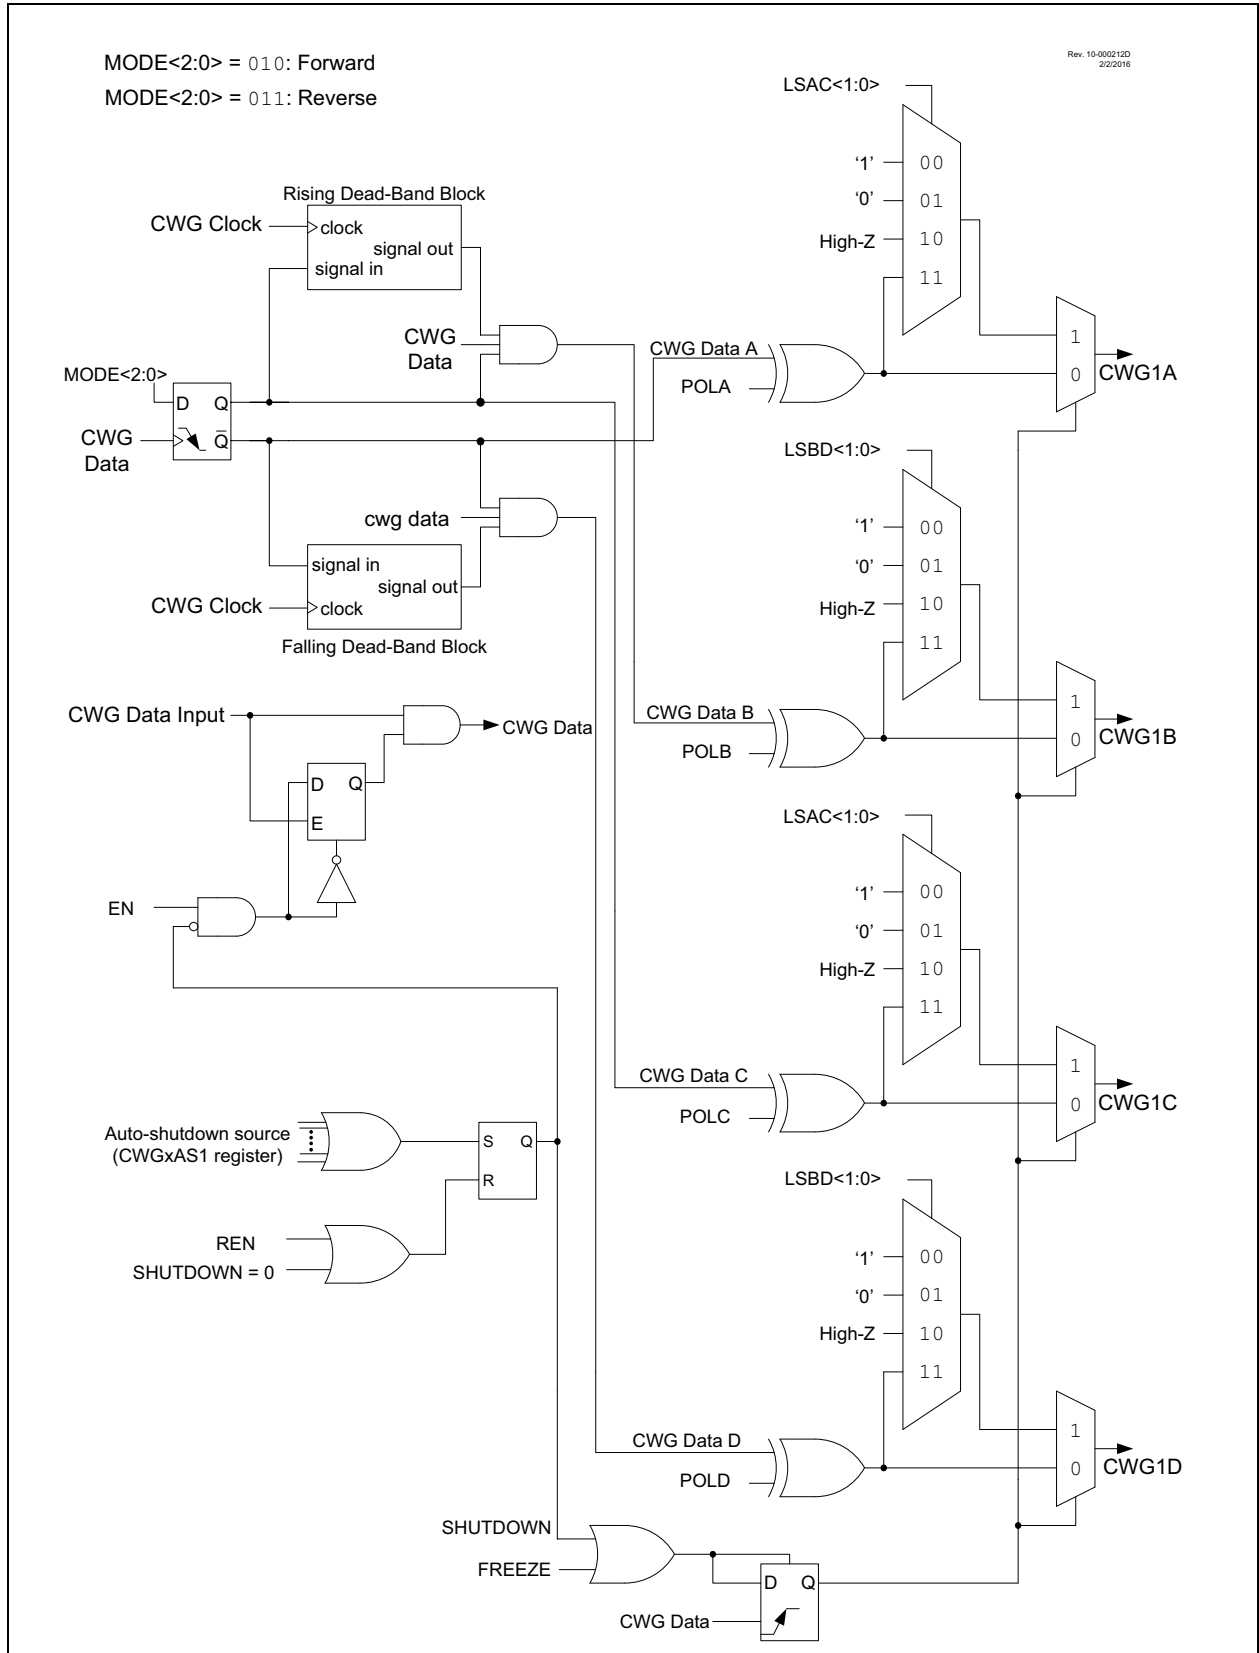 MODE<2:0> = 010: Forward
MODE<2:0> = 011: Reverse
Rev. 10-000212D
2/2/2016
LSAC<1:0>
'1'
00
'0'
01
High-Z
10
11
1
0
CWG1A
Rising Dead-Band Block
CWG Clock
clock
signal out
signal in
CWG
Data
CWG Data A
POLA
MODE<2:0>
D
Q
CWG
Data
Q̅
cwg data
signal in
signal out
CWG Clock
clock
Falling Dead-Band Block
LSBD<1:0>
'1'
00
'0'
01
High-Z
10
11
1
0
CWG1B
CWG Data B
POLB
CWG Data Input
CWG Data
D
Q
E
EN
LSAC<1:0>
'1'
00
'0'
01
High-Z
10
11
1
0
CWG1C
CWG Data C
POLC
Auto-shutdown source
(CWGxAS1 register)
S
Q
R
REN
SHUTDOWN = 0
LSBD<1:0>
'1'
00
'0'
01
High-Z
10
11
1
0
CWG1D
CWG Data D
POLD
SHUTDOWN
FREEZE
D
Q
CWG Data